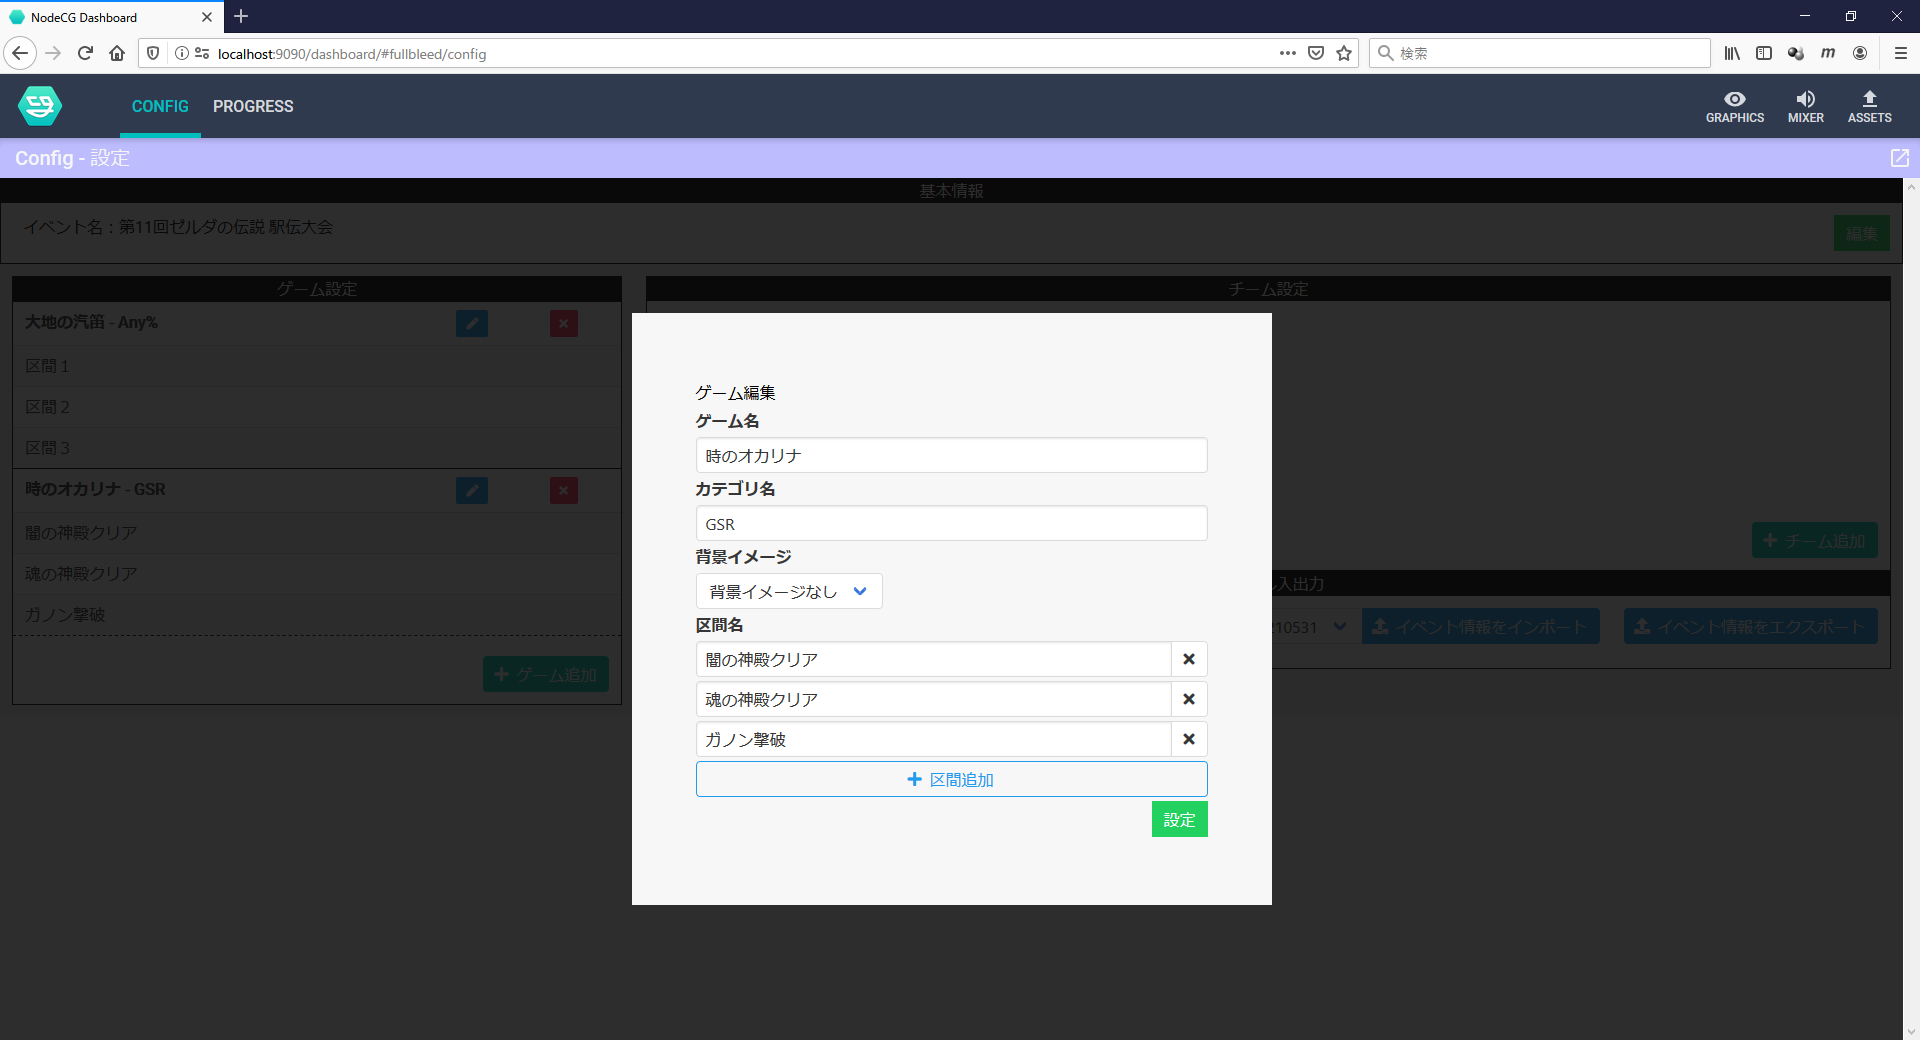 NodeCG Dashboard
localhost:9090/dashboard/#fullbleed/config
検索
CONFIG
PROGRESS
GRAPHICS
MIXER
ASSETS
Config - 設定
基本情報
イベント名：第11回ゼルダの伝説 駅伝大会
編集
ゲーム設定
大地の汽笛 - Any%
区間 1
区間 2
区間 3
時のオカリナ - GSR
闇の神殿クリア
魂の神殿クリア
ガノン撃破
ゲーム追加
チーム設定
チーム追加
入出力
210531
イベント情報をインポート
イベント情報をエクスポート
ゲーム編集
ゲーム名
時のオカリナ
カテゴリ名
GSR
背景イメージ
背景イメージなし
区間名
闇の神殿クリア
魂の神殿クリア
ガノン撃破
区間追加
設定